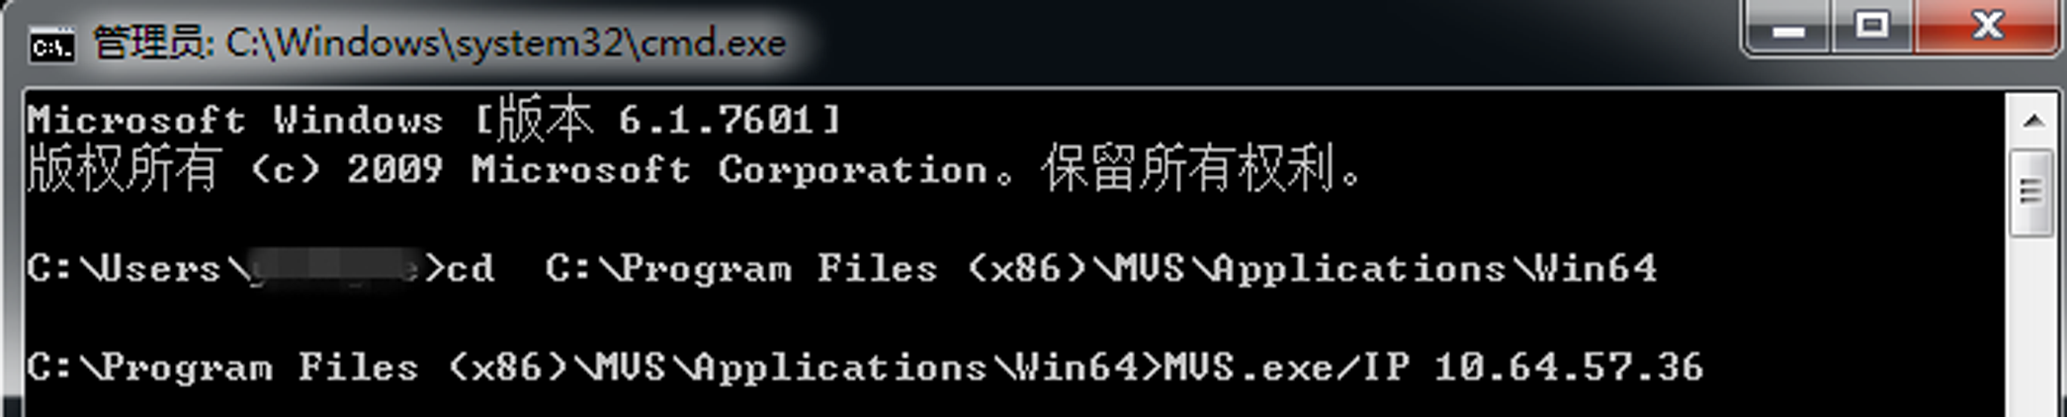 管理员: C:\Windows\system32\cmd.exe
Microsoft Windows [版本 6.1.7601]
版权所有 (c) 2009 Microsoft Corporation。保留所有权利。
C:\Users\>cd  C:\Program Files (x86)\MVS\Applications\Win64
C:\Program Files (x86)\MVS\Applications\Win64>MVS.exe/IP 10.64.57.36